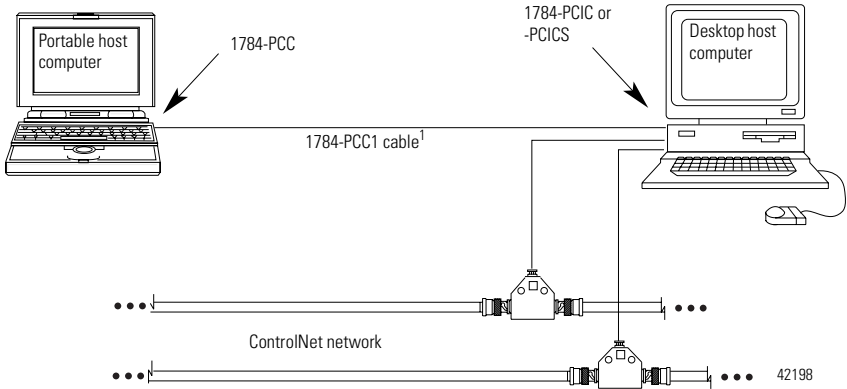 Portable host
computer
1784-PCC
1784-PCIC or
-PCICS
Desktop host
computer
1784-PCC1 cable¹
ControlNet network
42198